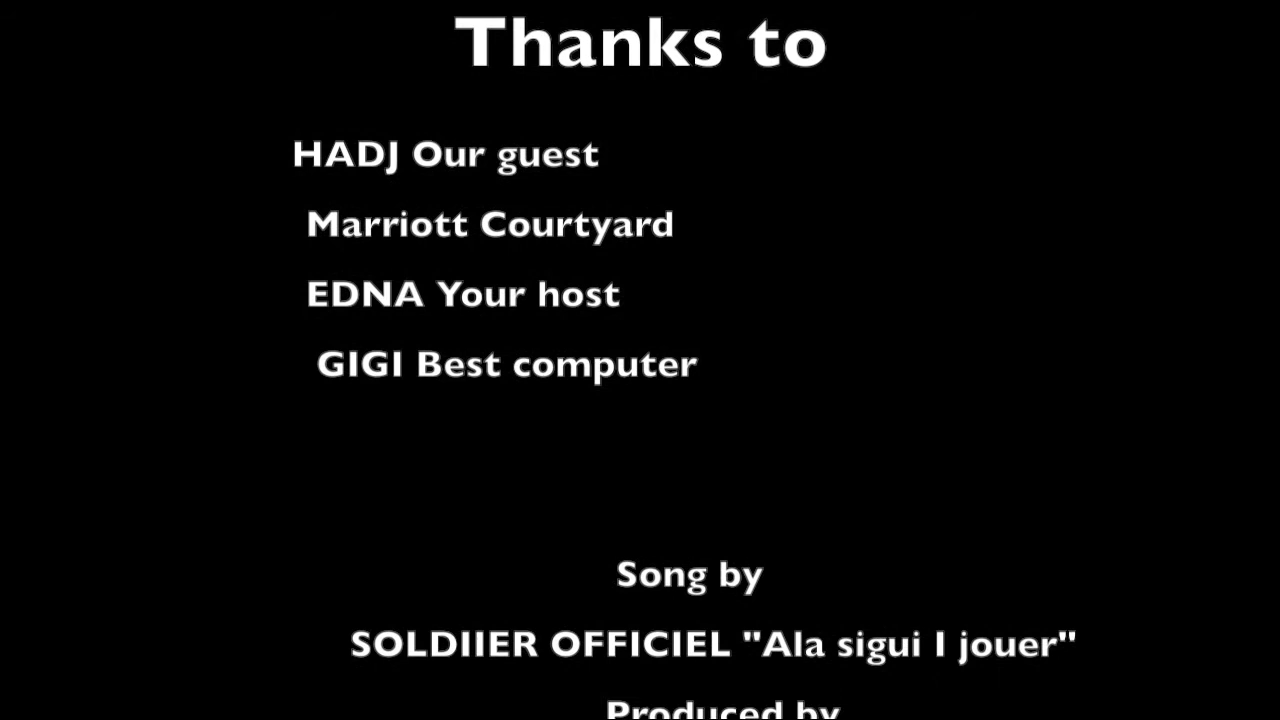 Thanks to
HADJ Our guest
Marriott Courtyard
EDNA Your host
GIGI Best computer
Song by
SOLDIIER OFFICIEL "Ala sigui I jouer"
Produced by